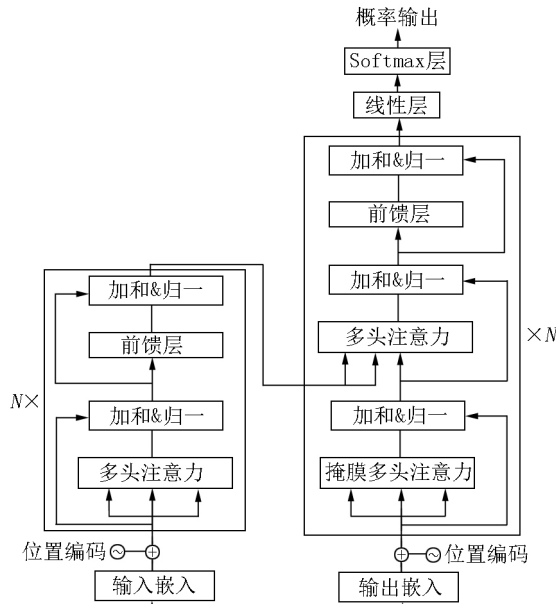 概率输出
Softmax层
线性层
加和&归一
前馈层
加和&归一
多头注意力
×N
加和&归一
掩膜多头注意力
位置编码
输出嵌入
加和&归一
前馈层
N×
加和&归一
多头注意力
位置编码
输入嵌入